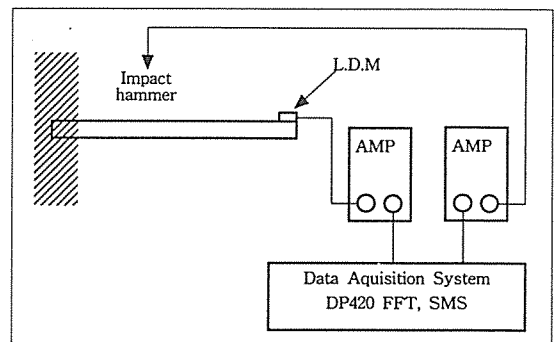 Impact
hammer
L.D.M
AMP
AMP
Data Aquisition System
DP420 FFT, SMS